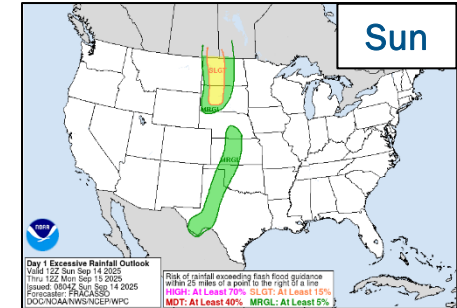 Sun
SLGT
MRGL
MRGL
NOAA
Day 1 Excessive Rainfall Outlook
Valid 12Z Sun Sep 14 2025
Thru 12Z Mon Sep 15 2025
Issued: 0804Z Sun Sep 14 2025
Forecaster: FRACASSO
DOC/NOAA/NWS/NCEP/WPC
Risk of rainfall exceeding flash flood guidance
within 25 miles of a point to the right of a line
HIGH: At Least 70% SLGT: At Least 15%
MDT: At Least 40% MRGL: At Least 5%